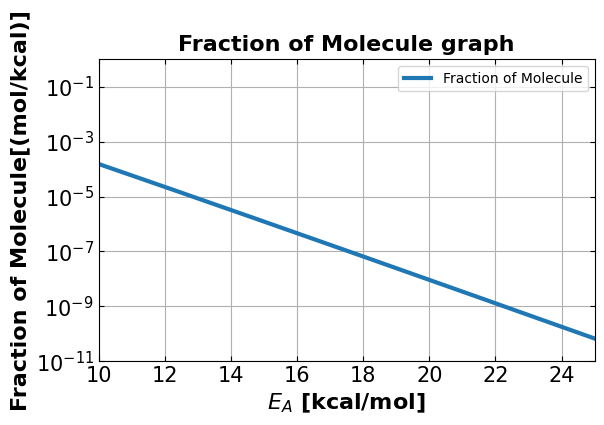 Fraction of Molecule graph
Fraction of Molecule
Fraction of Molecule[(mol/kcal)]
10⁻¹
10⁻³
10⁻⁵
10⁻⁷
10⁻⁹
10⁻¹¹
10 12 14 16 18 20 22 24
E_A [kcal/mol]